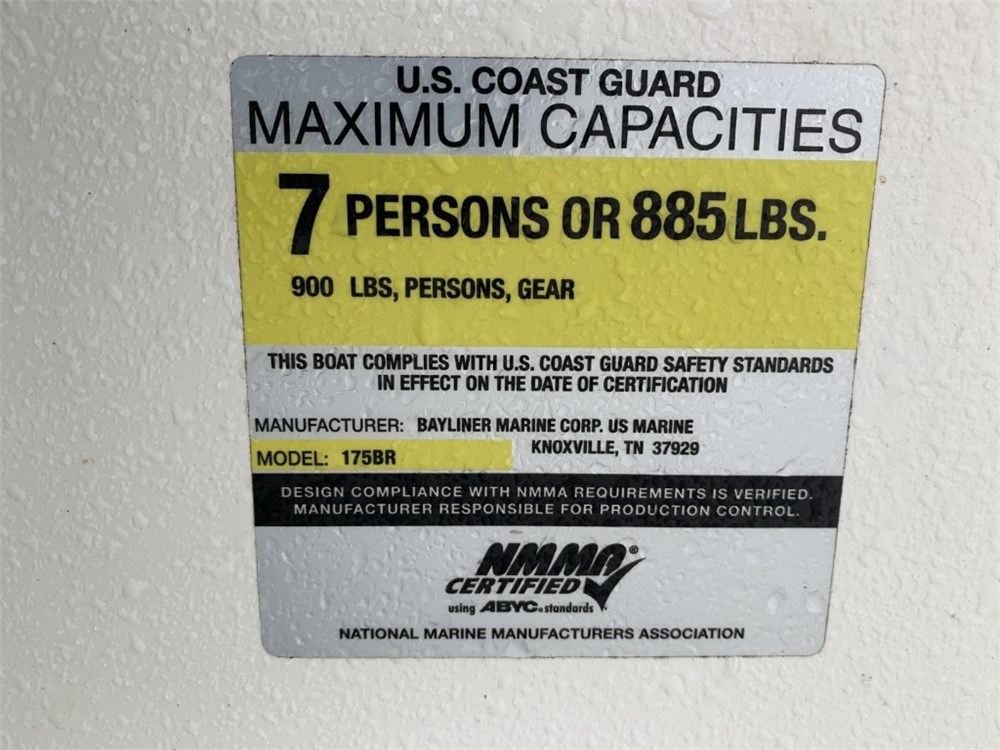 U.S. COAST GUARD
MAXIMUM CAPACITIES
7 PERSONS OR 885 LBS.
900 LBS, PERSONS, GEAR
THIS BOAT COMPLIES WITH U.S. COAST GUARD SAFETY STANDARDS
IN EFFECT ON THE DATE OF CERTIFICATION
MANUFACTURER: BAYLINER MARINE CORP. US MARINE
KNOXVILLE, TN 37929
MODEL: 175BR
DESIGN COMPLIANCE WITH NMMA REQUIREMENTS IS VERIFIED.
MANUFACTURER RESPONSIBLE FOR PRODUCTION CONTROL.
NMMA®
CERTIFIED
using ABYC® standards
NATIONAL MARINE MANUFACTURERS ASSOCIATION